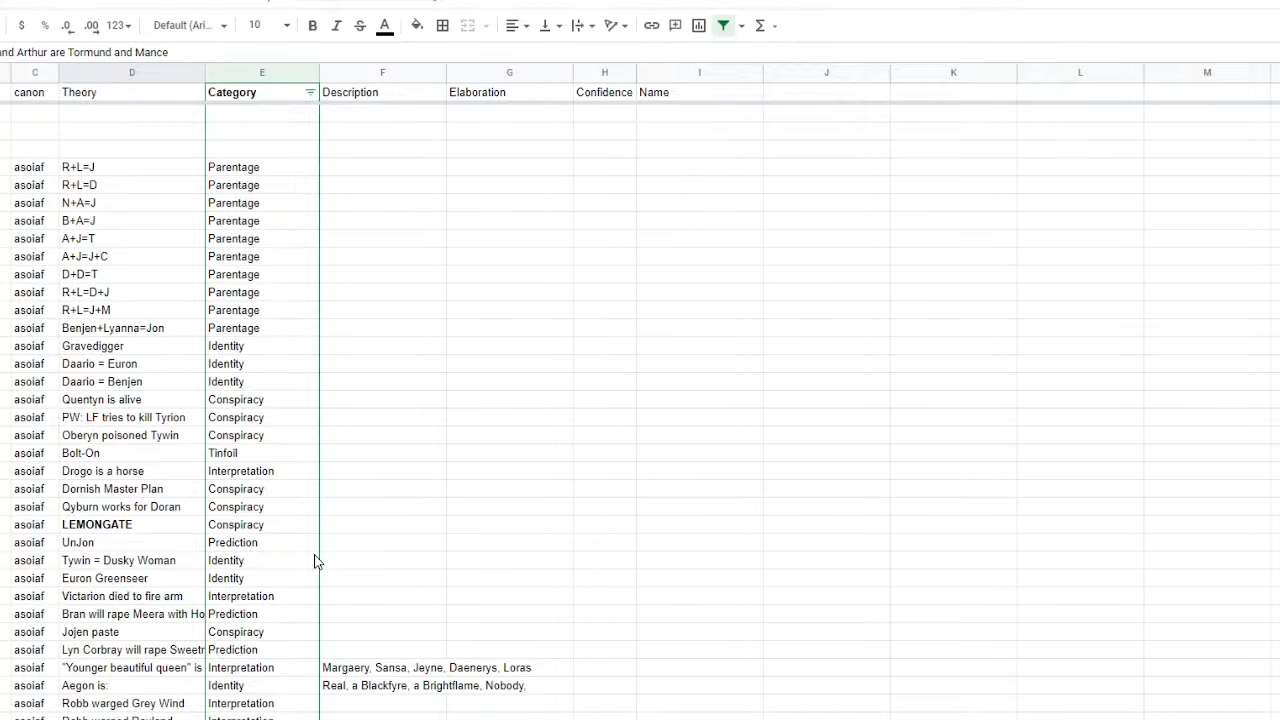 $ % .0 .00 123 Default (Ari... 10 B I S A Σ
and Arthur are Tormund and Mance
C D E F G H I J K L M
canon Theory Category Description Elaboration Confidence Name
asoiaf R+L=J Parentage
asoiaf R+L=D Parentage
asoiaf N+A=J Parentage
asoiaf B+A=J Parentage
asoiaf A+J=T Parentage
asoiaf A+J=J+C Parentage
asoiaf D+D=T Parentage
asoiaf R+L=D+J Parentage
asoiaf R+L=J+M Parentage
asoiaf Benjen+Lyanna=Jon Parentage
asoiaf Gravedigger Identity
asoiaf Daario = Euron Identity
asoiaf Daario = Benjen Identity
asoiaf Quentyn is alive Conspiracy
asoiaf PW: LF tries to kill Tyrion Conspiracy
asoiaf Oberyn poisoned Tywin Conspiracy
asoiaf Bolt-On Tinfoil
asoiaf Drogo is a horse Interpretation
asoiaf Dornish Master Plan Conspiracy
asoiaf Qyburn works for Doran Conspiracy
asoiaf LEMONGATE Conspiracy
asoiaf UnJon Prediction
asoiaf Tywin = Dusky Woman Identity
asoiaf Euron Greenseer Identity
asoiaf Victarion died to fire arm Interpretation
asoiaf Bran will rape Meera with Ho Prediction
asoiaf Jojen paste Conspiracy
asoiaf Lyn Corbray will rape Sweetr Prediction
asoiaf "Younger beautiful queen" is Interpretation Margaery, Sansa, Jeyne, Daenerys, Loras
asoiaf Aegon is: Identity Real, a Blackfyre, a Brightflame, Nobody,
asoiaf Robb warged Grey Wind Interpretation